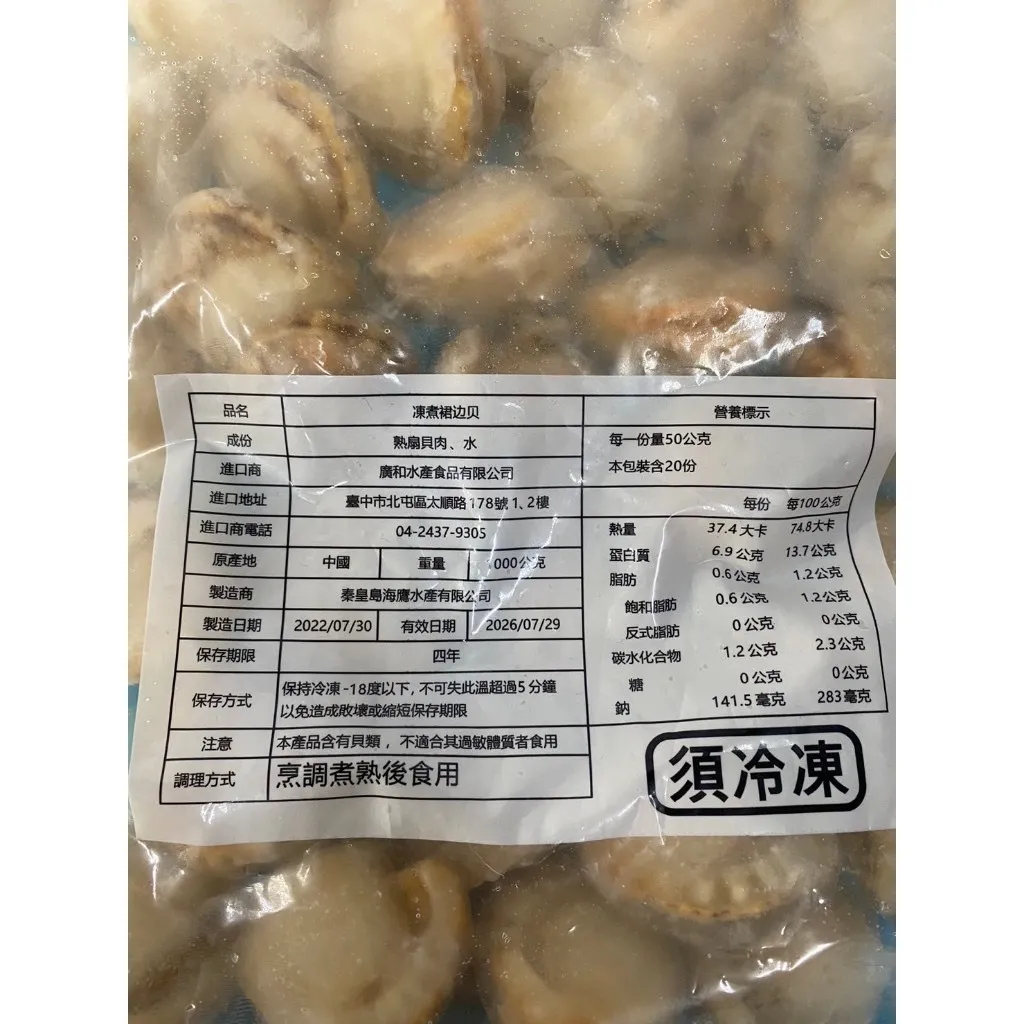 品名 凍煮裙边贝
成份 熟扇貝肉、水
進口商 廣和水產食品有限公司
進口地址 臺中市北屯區太順路178號1、2樓
進口商電話 04-2437-9305
原產地 中國 重量 000公克
製造商 秦皇島海鷹水產有限公司
製造日期 2022/07/30 有效日期 2026/07/29
保存期限 四年
保存方式 保持冷凍-18度以下,不可失此溫超過5分鐘
以免造成敗壞或縮短保存期限
注意 本產品含有貝類,不適合其過敏體質者食用
調理方式 烹調煮熟後食用
營養標示
每一份量50公克
本包裝含20份
每份 每100公克
熱量 37.4大卡 74.8大卡
蛋白質 6.9公克 13.7公克
脂肪 0.6公克 1.2公克
飽和脂肪 0.6公克 1.2公克
反式脂肪 0公克 0公克
碳水化合物 1.2公克 2.3公克
糖 0公克 0公克
鈉 141.5毫克 283毫克
須冷凍